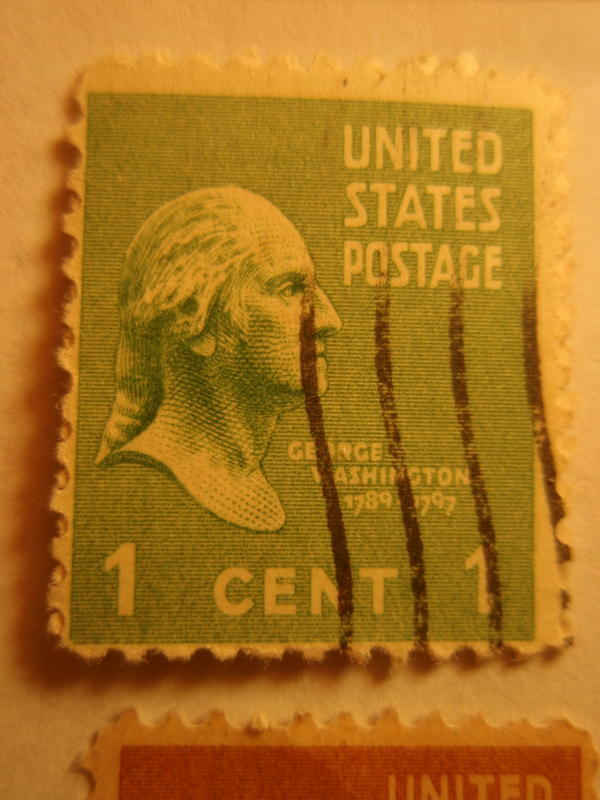 UNITED
STATES
POSTAGE
GEORGE
WASHINGTON
1789 1797
1 CENT 1
UNITED